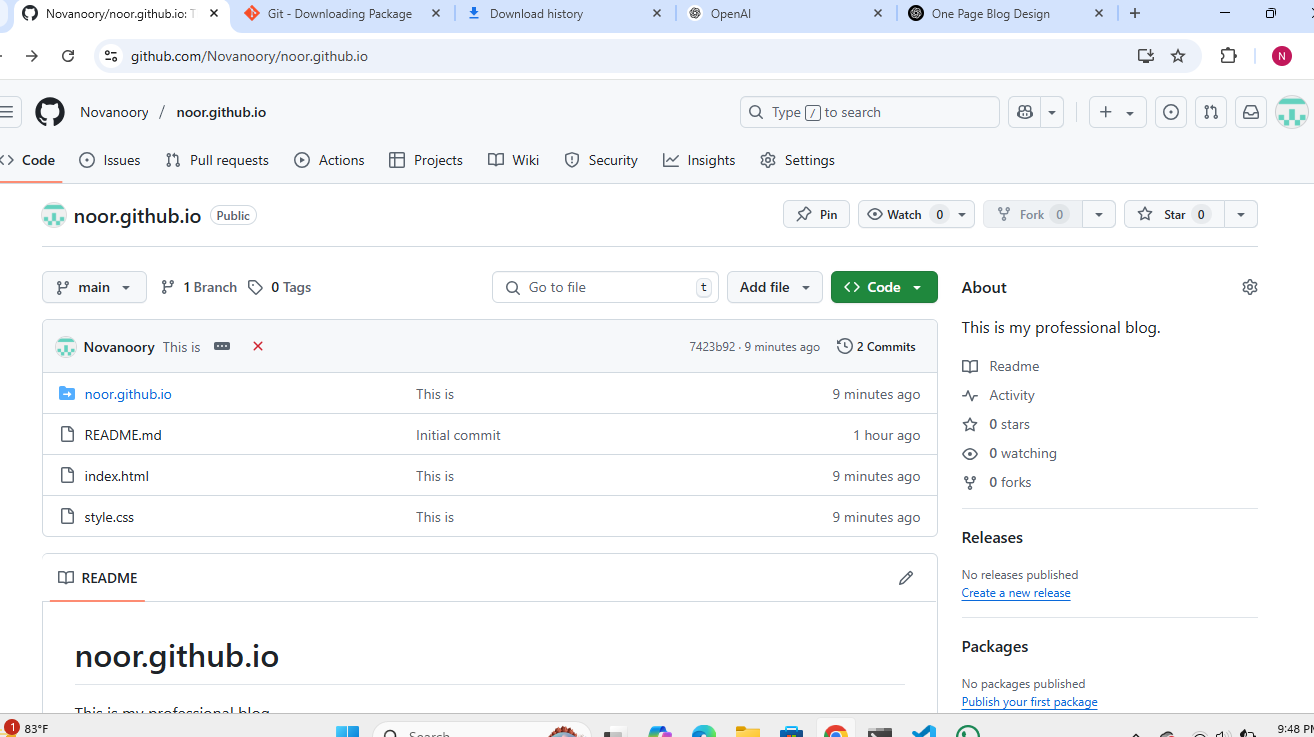 Novanoory/noor.github.io: T
Git - Downloading Package
Download history
OpenAI
One Page Blog Design
github.com/Novanoory/noor.github.io
N
Novanoory / noor.github.io
Type / to search
Code
Issues
Pull requests
Actions
Projects
Wiki
Security
Insights
Settings
noor.github.io Public
Pin
Watch 0
Fork 0
Star 0
main
1 Branch
0 Tags
Go to file t
Add file
Code
Novanoory This is
7423b92 · 9 minutes ago
2 Commits
noor.github.io This is 9 minutes ago
README.md Initial commit 1 hour ago
index.html This is 9 minutes ago
style.css This is 9 minutes ago
README
noor.github.io
This is my professional blog.
About
This is my professional blog.
Readme
Activity
0 stars
0 watching
0 forks
Releases
No releases published
Create a new release
Packages
No packages published
Publish your first package
1
83°F
Search
9:48 PM